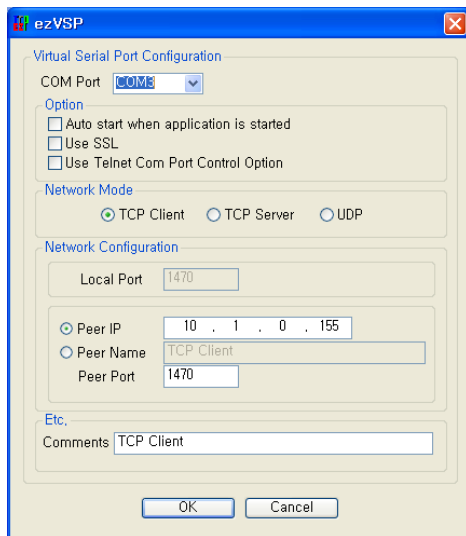 ezVSP
Virtual Serial Port Configuration
COM Port COM3
Option
Auto start when application is started
Use SSL
Use Telnet Com Port Control Option
Network Mode
TCP Client TCP Server UDP
Network Configuration
Local Port 1470
Peer IP 10 . 1 . 0 . 155
Peer Name TCP Client
Peer Port 1470
Etc,
Comments TCP Client
OK Cancel